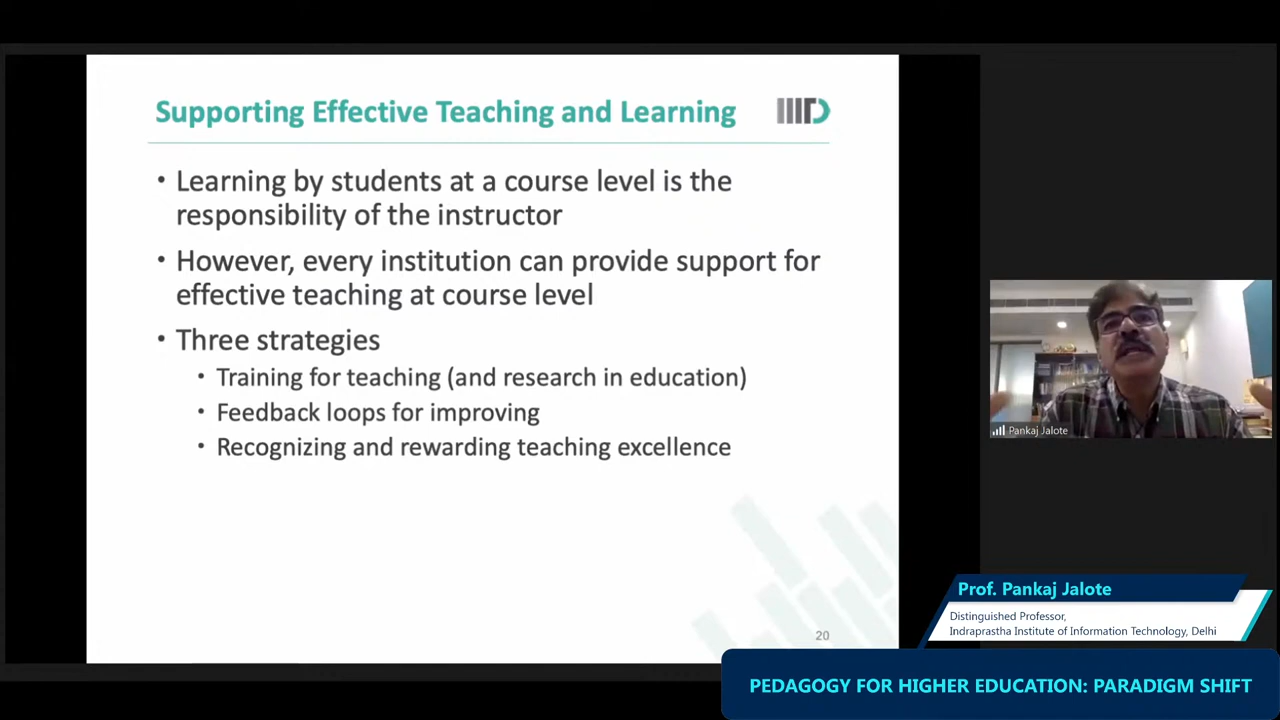 Supporting Effective Teaching and Learning
IIITD
• Learning by students at a course level is the
responsibility of the instructor
• However, every institution can provide support for
effective teaching at course level
• Three strategies
• Training for teaching (and research in education)
• Feedback loops for improving
• Recognizing and rewarding teaching excellence
20
Pankaj Jalote
Prof. Pankaj Jalote
Distinguished Professor,
Indraprastha Institute of Information Technology, Delhi
PEDAGOGY FOR HIGHER EDUCATION: PARADIGM SHIFT